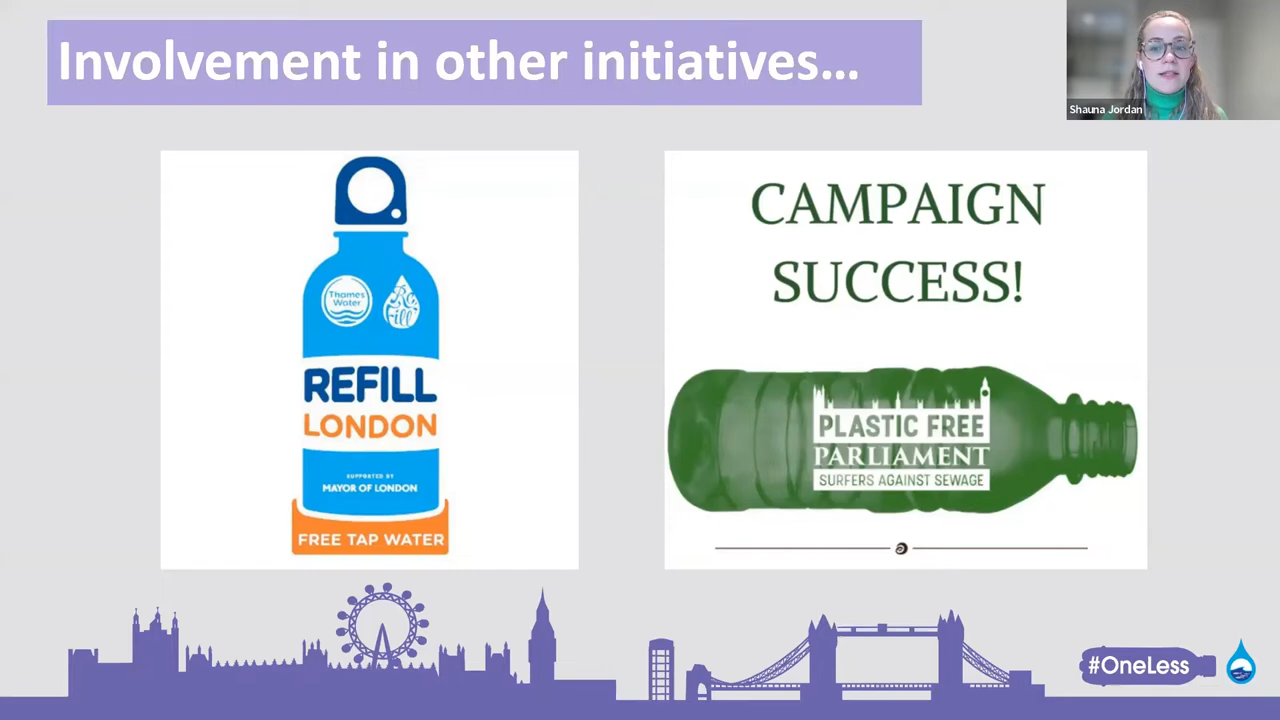 Involvement in other initiatives...
Shauna Jordan
Thames
Water
Refill
REFILL
LONDON
SUPPORTED BY
MAYOR OF LONDON
FREE TAP WATER
CAMPAIGN
SUCCESS!
PLASTIC FREE
PARLIAMENT
SURFERS AGAINST SEWAGE
#OneLess